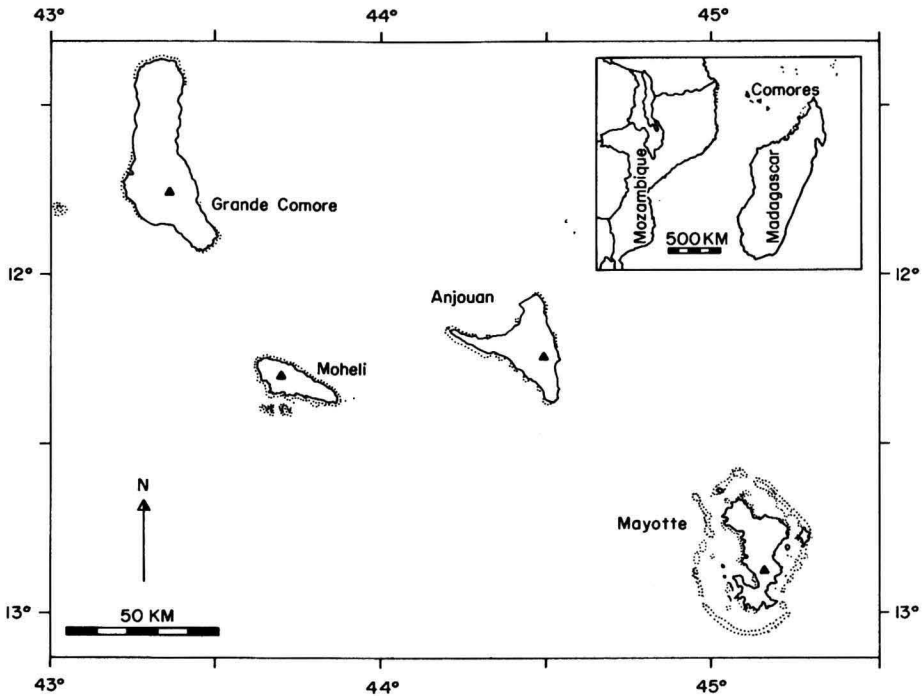 43°
44°
45°
Comores
Mozambique
Madagascar
500 KM
Grande Comore
12°
12°
Anjouan
Moheli
N
Mayotte
13°
50 KM
13°
43°
44°
45°